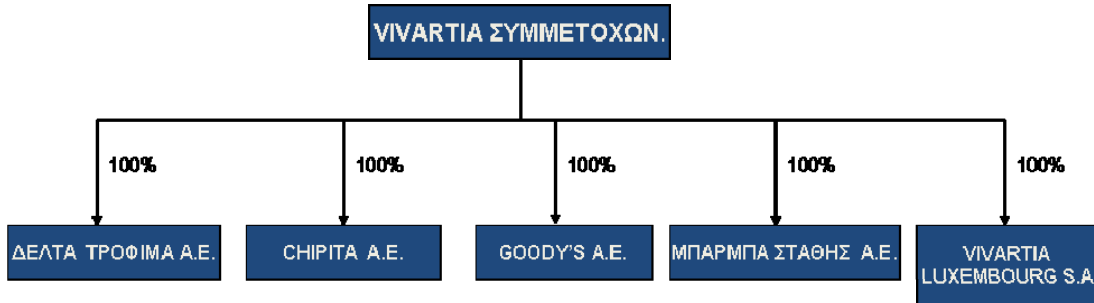 VIVARTIA ΣΥΜΜΕΤΟΧΩΝ.
100%
100%
100%
100%
100%
ΔΕΛΤΑ ΤΡΟΦΙΜΑ Α.Ε.
CHIPITA Α.Ε.
GOODY'S Α.Ε.
ΜΠΑΡΜΠΑ ΣΤΑΘΗΣ Α.Ε.
VIVARTIA
LUXEMBOURG S.A